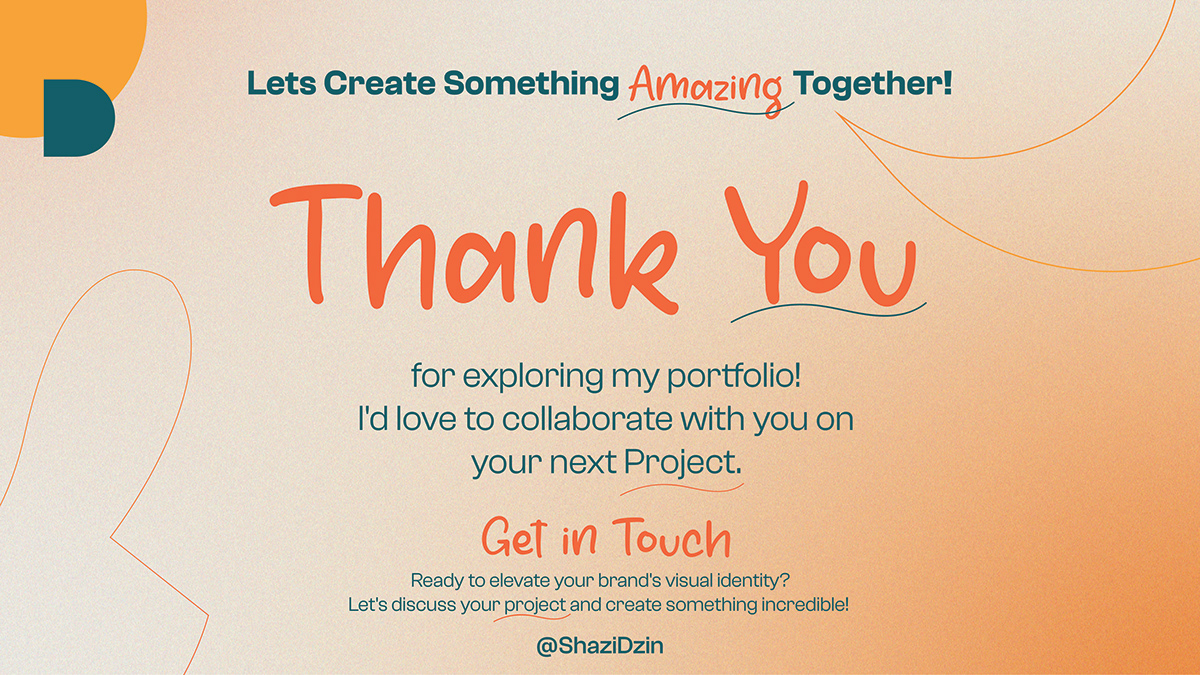 Lets Create Something Amazing Together!
Thank You
for exploring my portfolio!
I'd love to collaborate with you on
your next Project.
Get in Touch
Ready to elevate your brand's visual identity?
Let's discuss your project and create something incredible!
@ShaziDzin